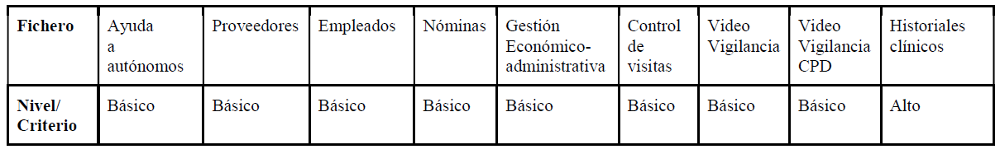 Fichero Ayuda a autónomos Proveedores Empleados Nóminas Gestión Económico-administrativa Control de visitas Video Vigilancia Video Vigilancia CPD Historiales clínicos
Nivel/ Criterio Básico Básico Básico Básico Básico Básico Básico Básico Alto